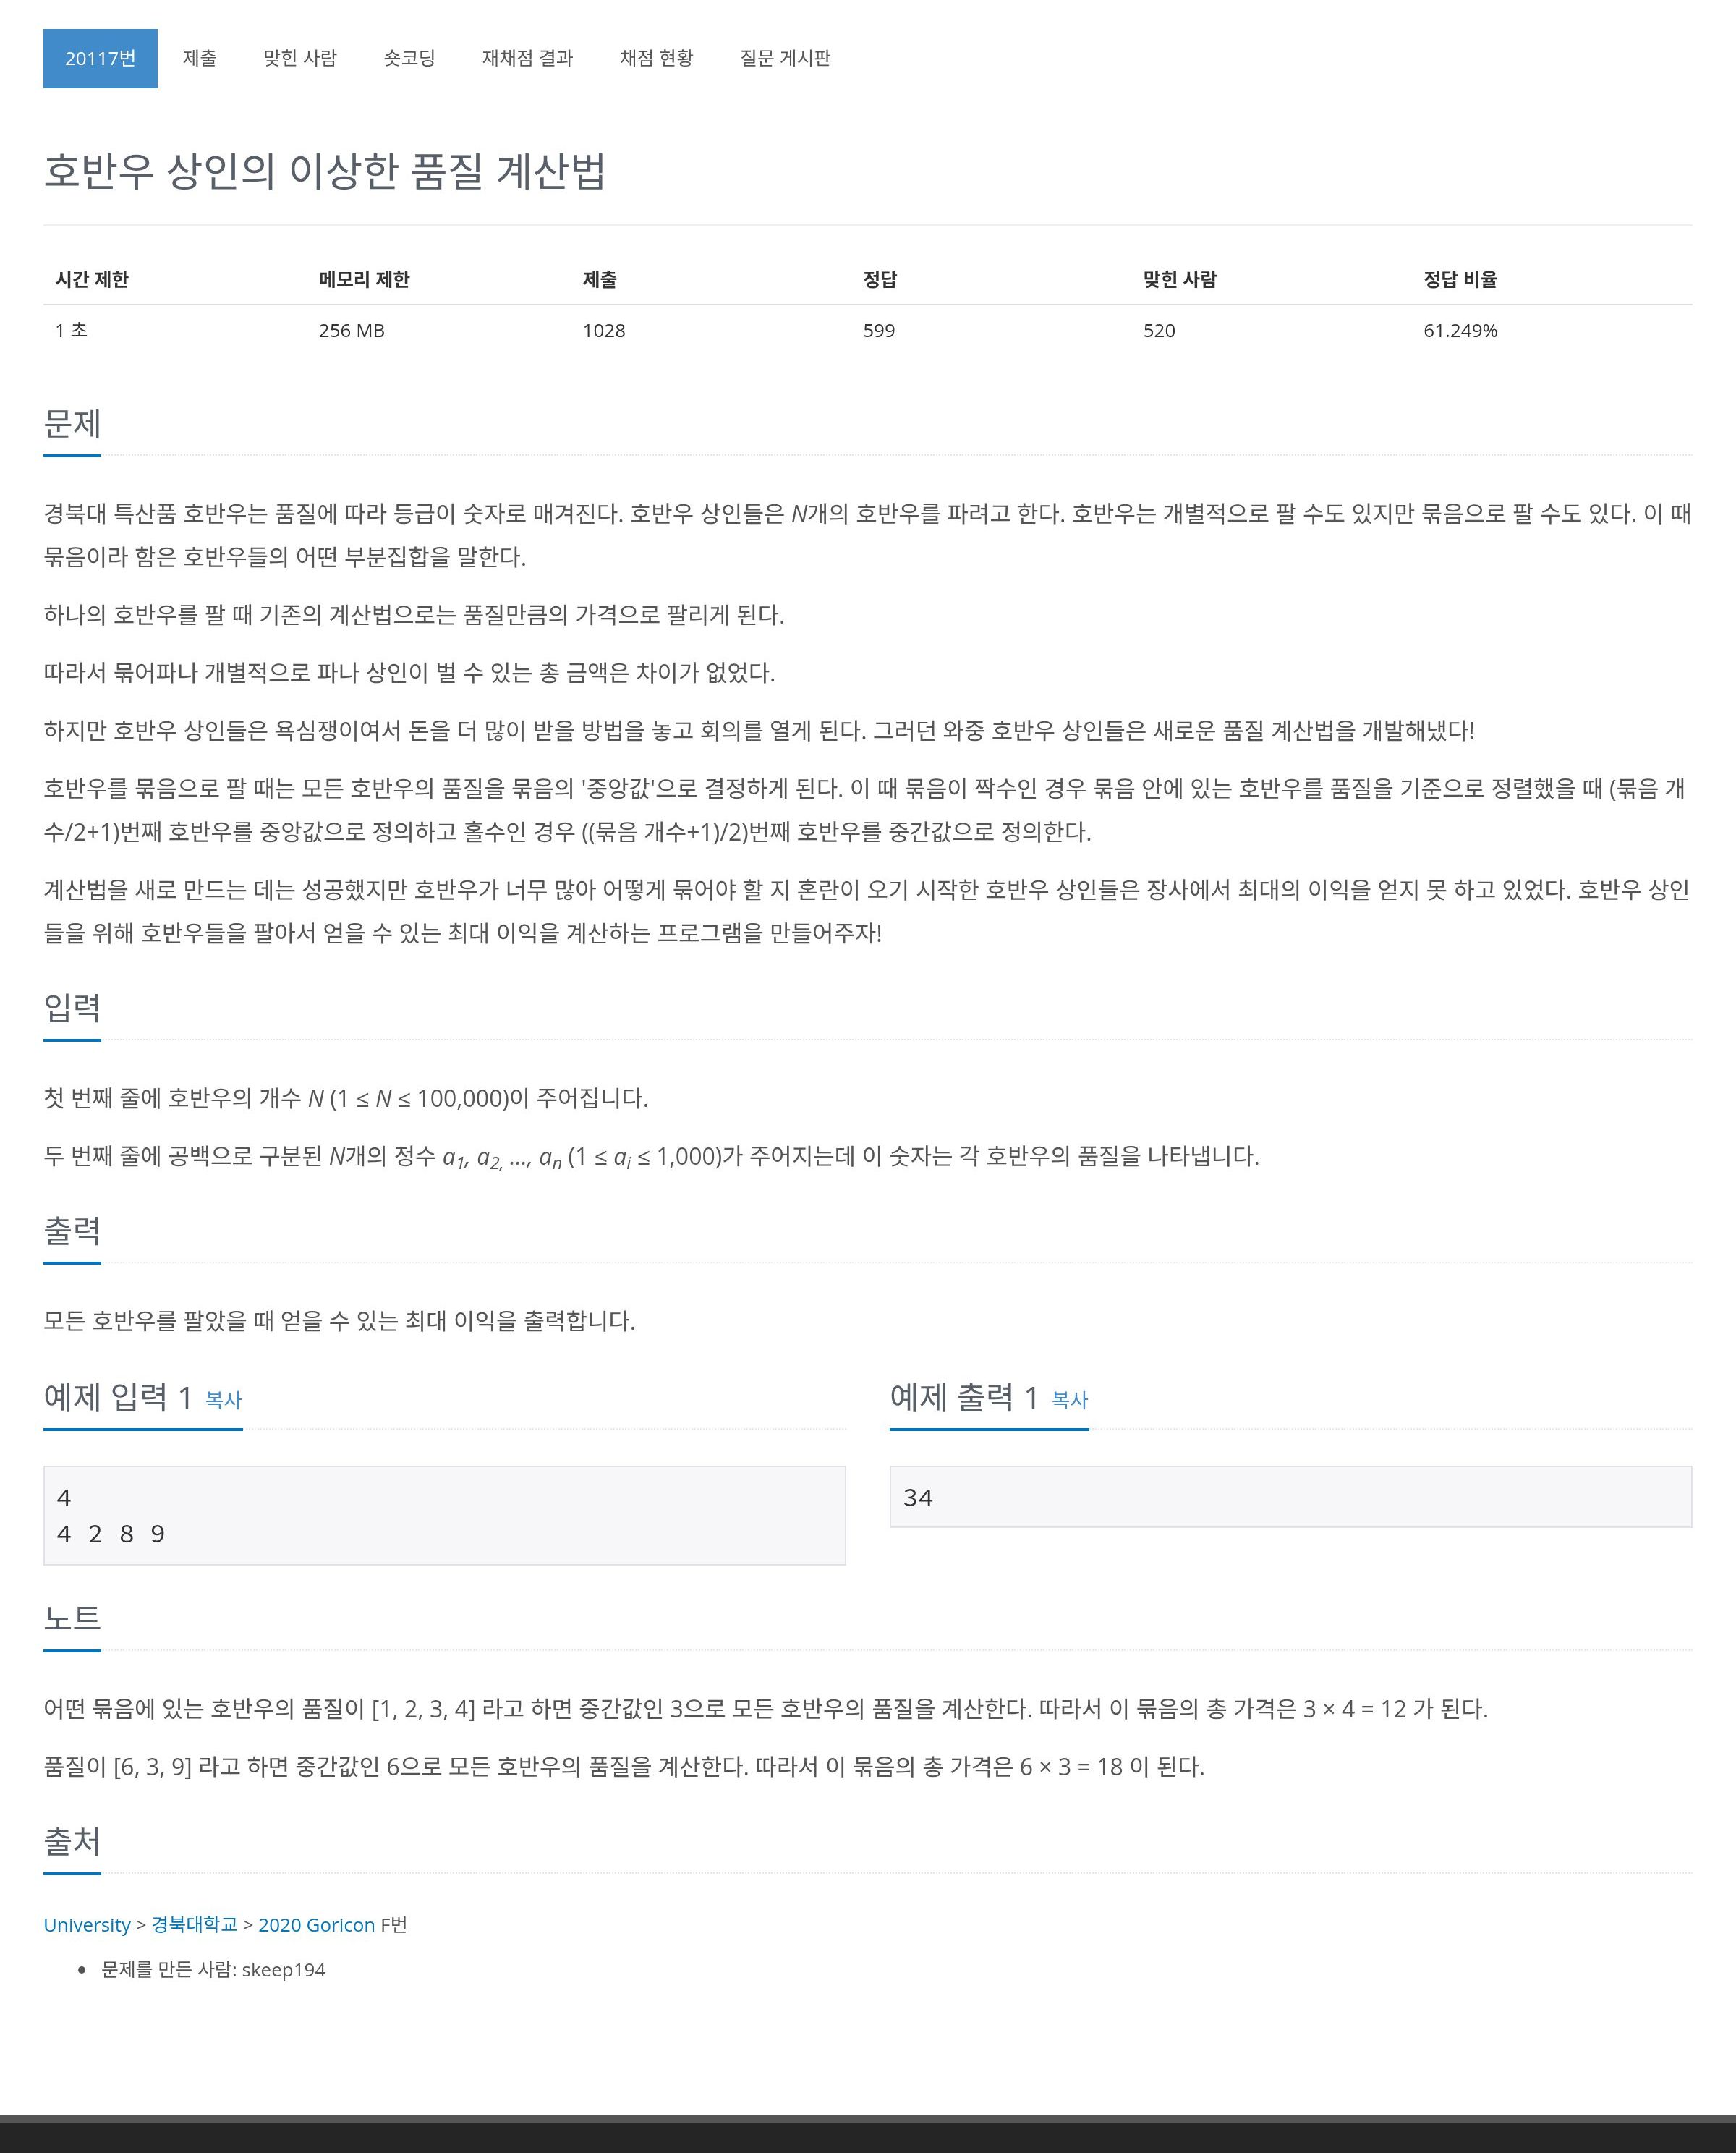 20117번 제출 맞힌 사람 숏코딩 재채점 결과 채점 현황 질문 게시판
호반우 상인의 이상한 품질 계산법
시간 제한 메모리 제한 제출 정답 맞힌 사람 정답 비율
1 초 256 MB 1028 599 520 61.249%
문제
경북대 특산품 호반우는 품질에 따라 등급이 숫자로 매겨진다. 호반우 상인들은 N개의 호반우를 파려고 한다. 호반우는 개별적으로 팔 수도 있지만 묶음으로 팔 수도 있다. 이 때
묶음이라 함은 호반우들의 어떤 부분집합을 말한다.
하나의 호반우를 팔 때 기존의 계산법으로는 품질만큼의 가격으로 팔리게 된다.
따라서 묶어파나 개별적으로 파나 상인이 벌 수 있는 총 금액은 차이가 없었다.
하지만 호반우 상인들은 욕심쟁이여서 돈을 더 많이 받을 방법을 놓고 회의를 열게 된다. 그러던 와중 호반우 상인들은 새로운 품질 계산법을 개발해냈다!
호반우를 묶음으로 팔 때는 모든 호반우의 품질을 묶음의 '중앙값'으로 결정하게 된다. 이 때 묶음이 짝수인 경우 묶음 안에 있는 호반우를 품질을 기준으로 정렬했을 때 (묶음 개
수/2+1)번째 호반우를 중앙값으로 정의하고 홀수인 경우 ((묶음 개수+1)/2)번째 호반우를 중간값으로 정의한다.
계산법을 새로 만드는 데는 성공했지만 호반우가 너무 많아 어떻게 묶어야 할 지 혼란이 오기 시작한 호반우 상인들은 장사에서 최대의 이익을 얻지 못 하고 있었다. 호반우 상인
들을 위해 호반우들을 팔아서 얻을 수 있는 최대 이익을 계산하는 프로그램을 만들어주자!
입력
첫 번째 줄에 호반우의 개수 N (1 ≤ N ≤ 100,000)이 주어집니다.
두 번째 줄에 공백으로 구분된 N개의 정수 a1, a2, ..., an (1 ≤ ai ≤ 1,000)가 주어지는데 이 숫자는 각 호반우의 품질을 나타냅니다.
출력
모든 호반우를 팔았을 때 얻을 수 있는 최대 이익을 출력합니다.
예제 입력 1 복사
4
4 2 8 9
예제 출력 1 복사
34
노트
어떤 묶음에 있는 호반우의 품질이 [1, 2, 3, 4] 라고 하면 중간값인 3으로 모든 호반우의 품질을 계산한다. 따라서 이 묶음의 총 가격은 3 × 4 = 12 가 된다.
품질이 [6, 3, 9] 라고 하면 중간값인 6으로 모든 호반우의 품질을 계산한다. 따라서 이 묶음의 총 가격은 6 × 3 = 18 이 된다.
출처
University > 경북대학교 > 2020 Goricon F번
• 문제를 만든 사람: skeep194